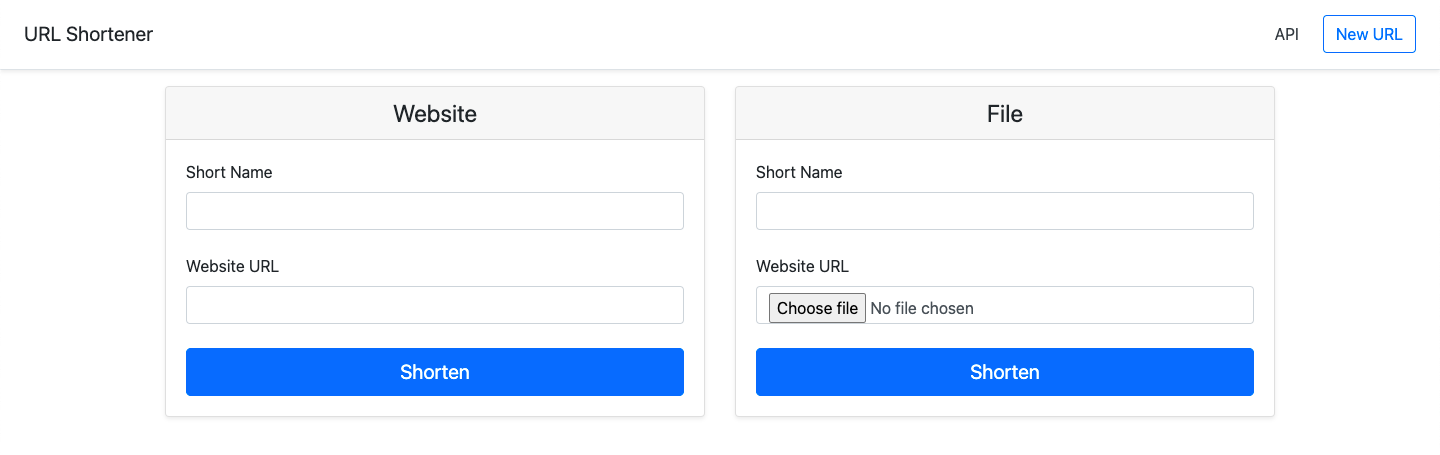 URL Shortener
API
New URL
Website
Short Name
Website URL
Shorten
File
Short Name
Website URL
Choose file No file chosen
Shorten